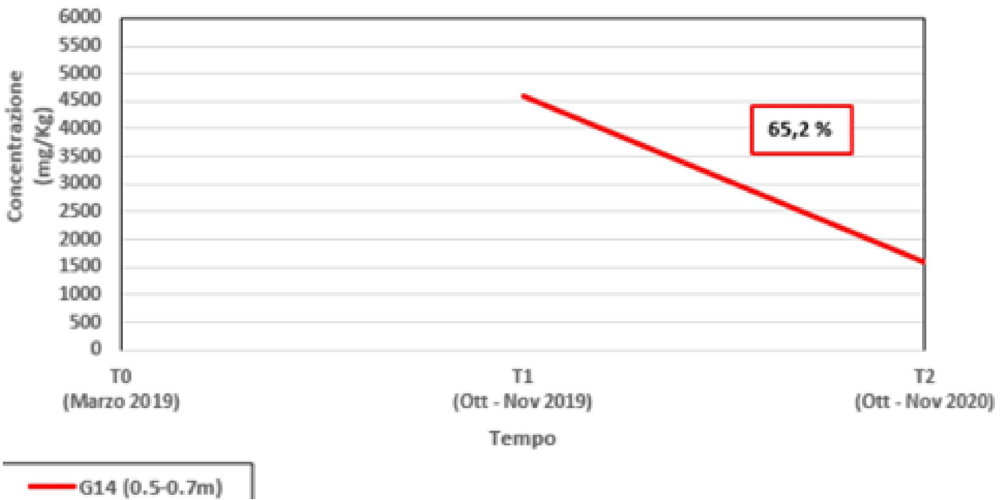 6000
5500
5000
4500
4000
3500
3000
2500
2000
1500
1000
500
0
Concentrazione
(mg/Kg)
65,2 %
T0
(Marzo 2019)
T1
(Ott - Nov 2019)
T2
(Ott - Nov 2020)
Tempo
G14 (0.5-0.7m)